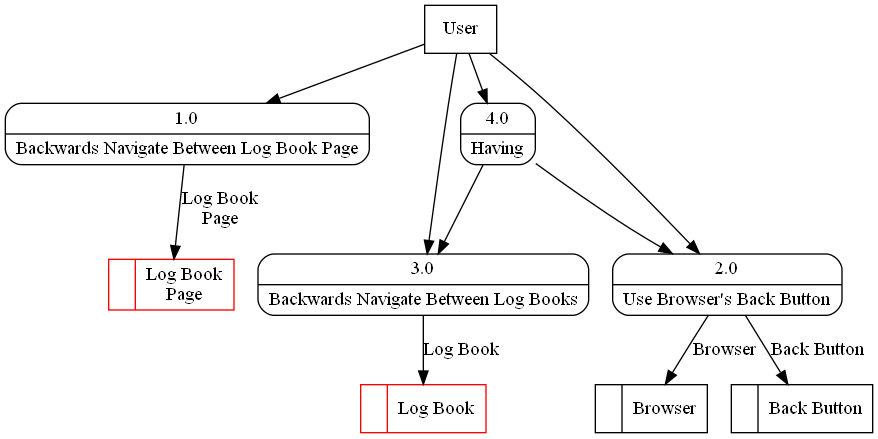 User
1.0
Backwards Navigate Between Log Book Page
4.0
Having
Log Book
Page
Log Book
Page
3.0
Backwards Navigate Between Log Books
2.0
Use Browser's Back Button
Log Book
Browser
Back Button
Log Book
Browser
Back Button